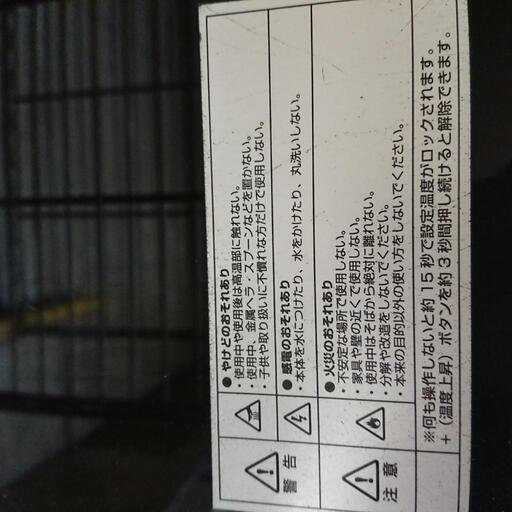 警告
● やけどのおそれあり
・使用中や使用後は高温部に触れない。
・使用中、金属ヘラ・スプーンなどを置かない。
・子供や取り扱いに不慣れな方だけで使用しない。
● 感電のおそれあり
・本体を水につけたり、水をかけたり、丸洗いしない。
注意
● 火災のおそれあり
・不安定な場所で使用しない。
・家具や壁の近くで使用しない。
・使用中はそばから絶対に離れない。
・分解や改造をしないでください。
・本来の目的以外の使い方をしないでください。
※何も操作しないと約15秒で設定温度がロックされます。
+（温度上昇）ボタンを約3秒間押し続けると解除できます。